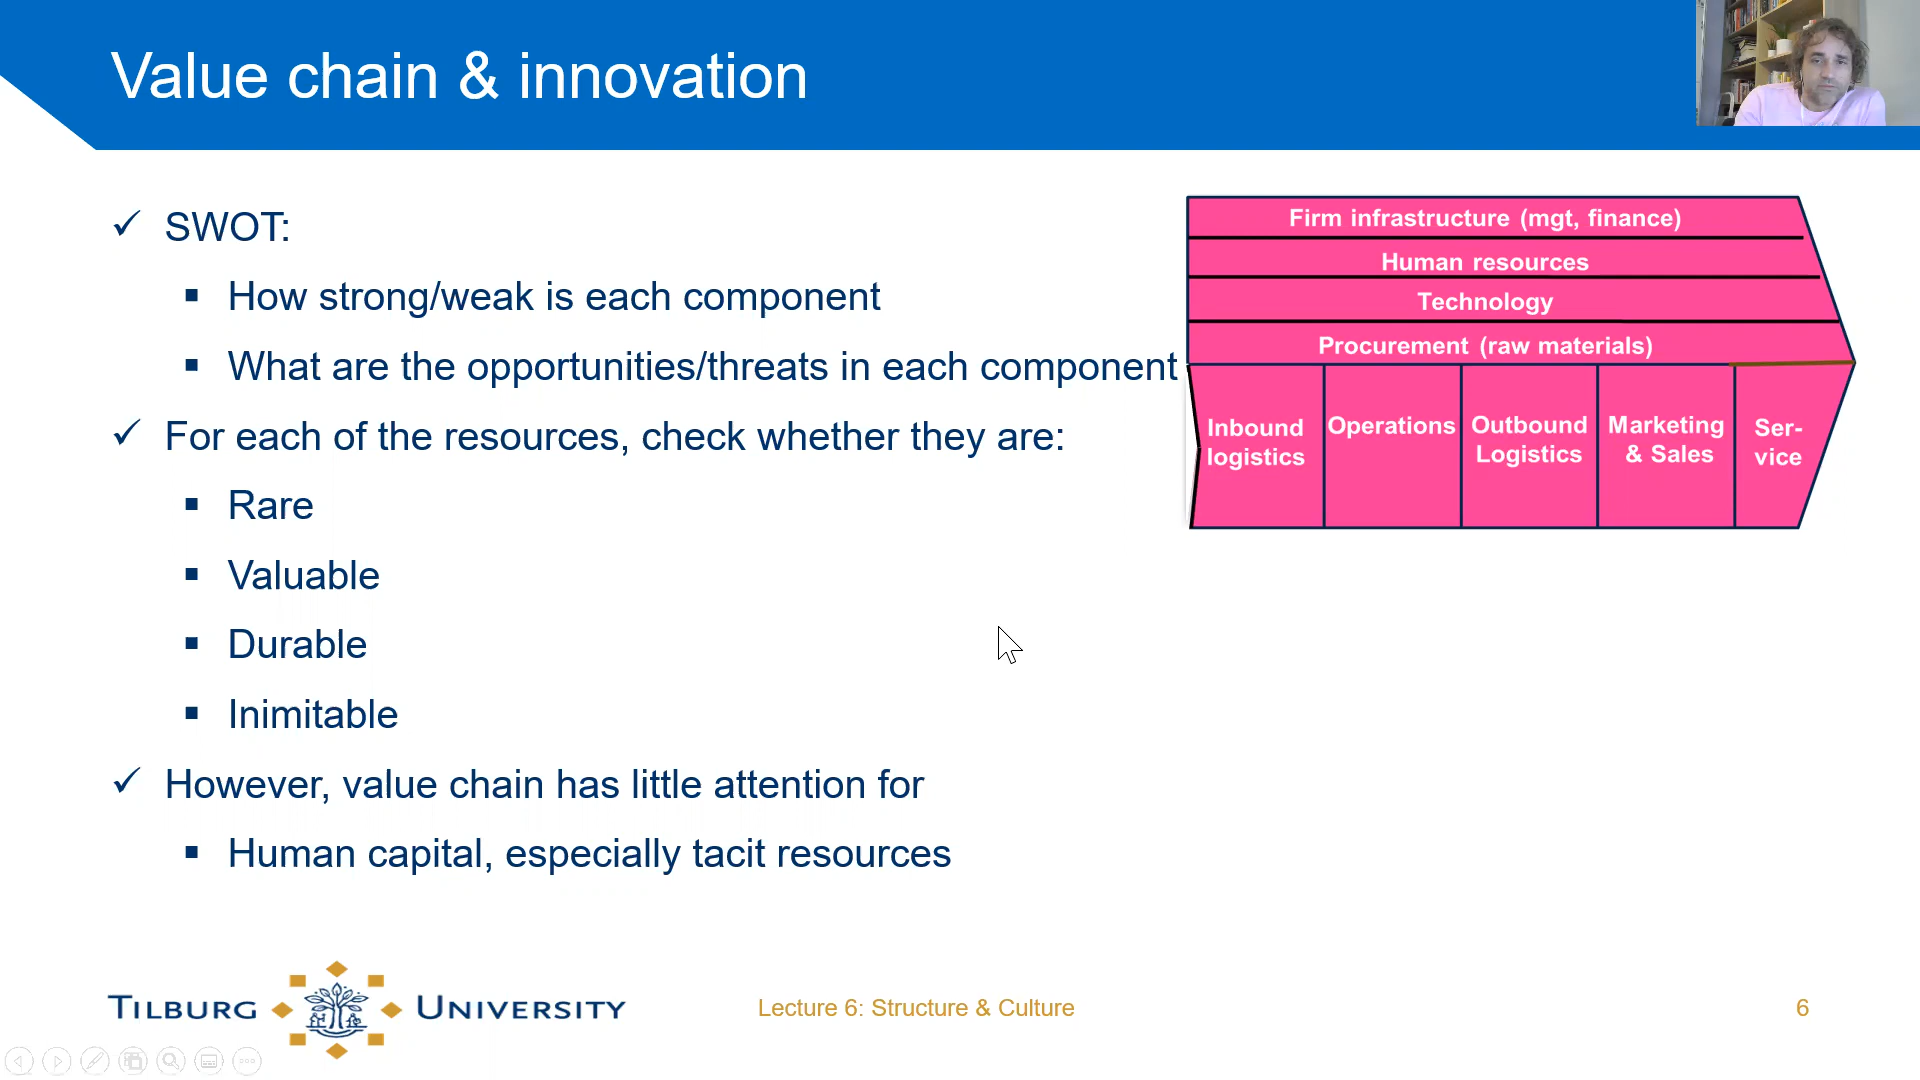 Value chain & innovation
SWOT:
How strong/weak is each component
What are the opportunities/threats in each component
For each of the resources, check whether they are:
Rare
Valuable
Durable
Inimitable
However, value chain has little attention for
Human capital, especially tacit resources
Firm infrastructure (mgt, finance)
Human resources
Technology
Procurement (raw materials)
Inbound
logistics
Operations
Outbound
Logistics
Marketing
& Sales
Ser-
vice
TILBURG UNIVERSITY
Lecture 6: Structure & Culture
6